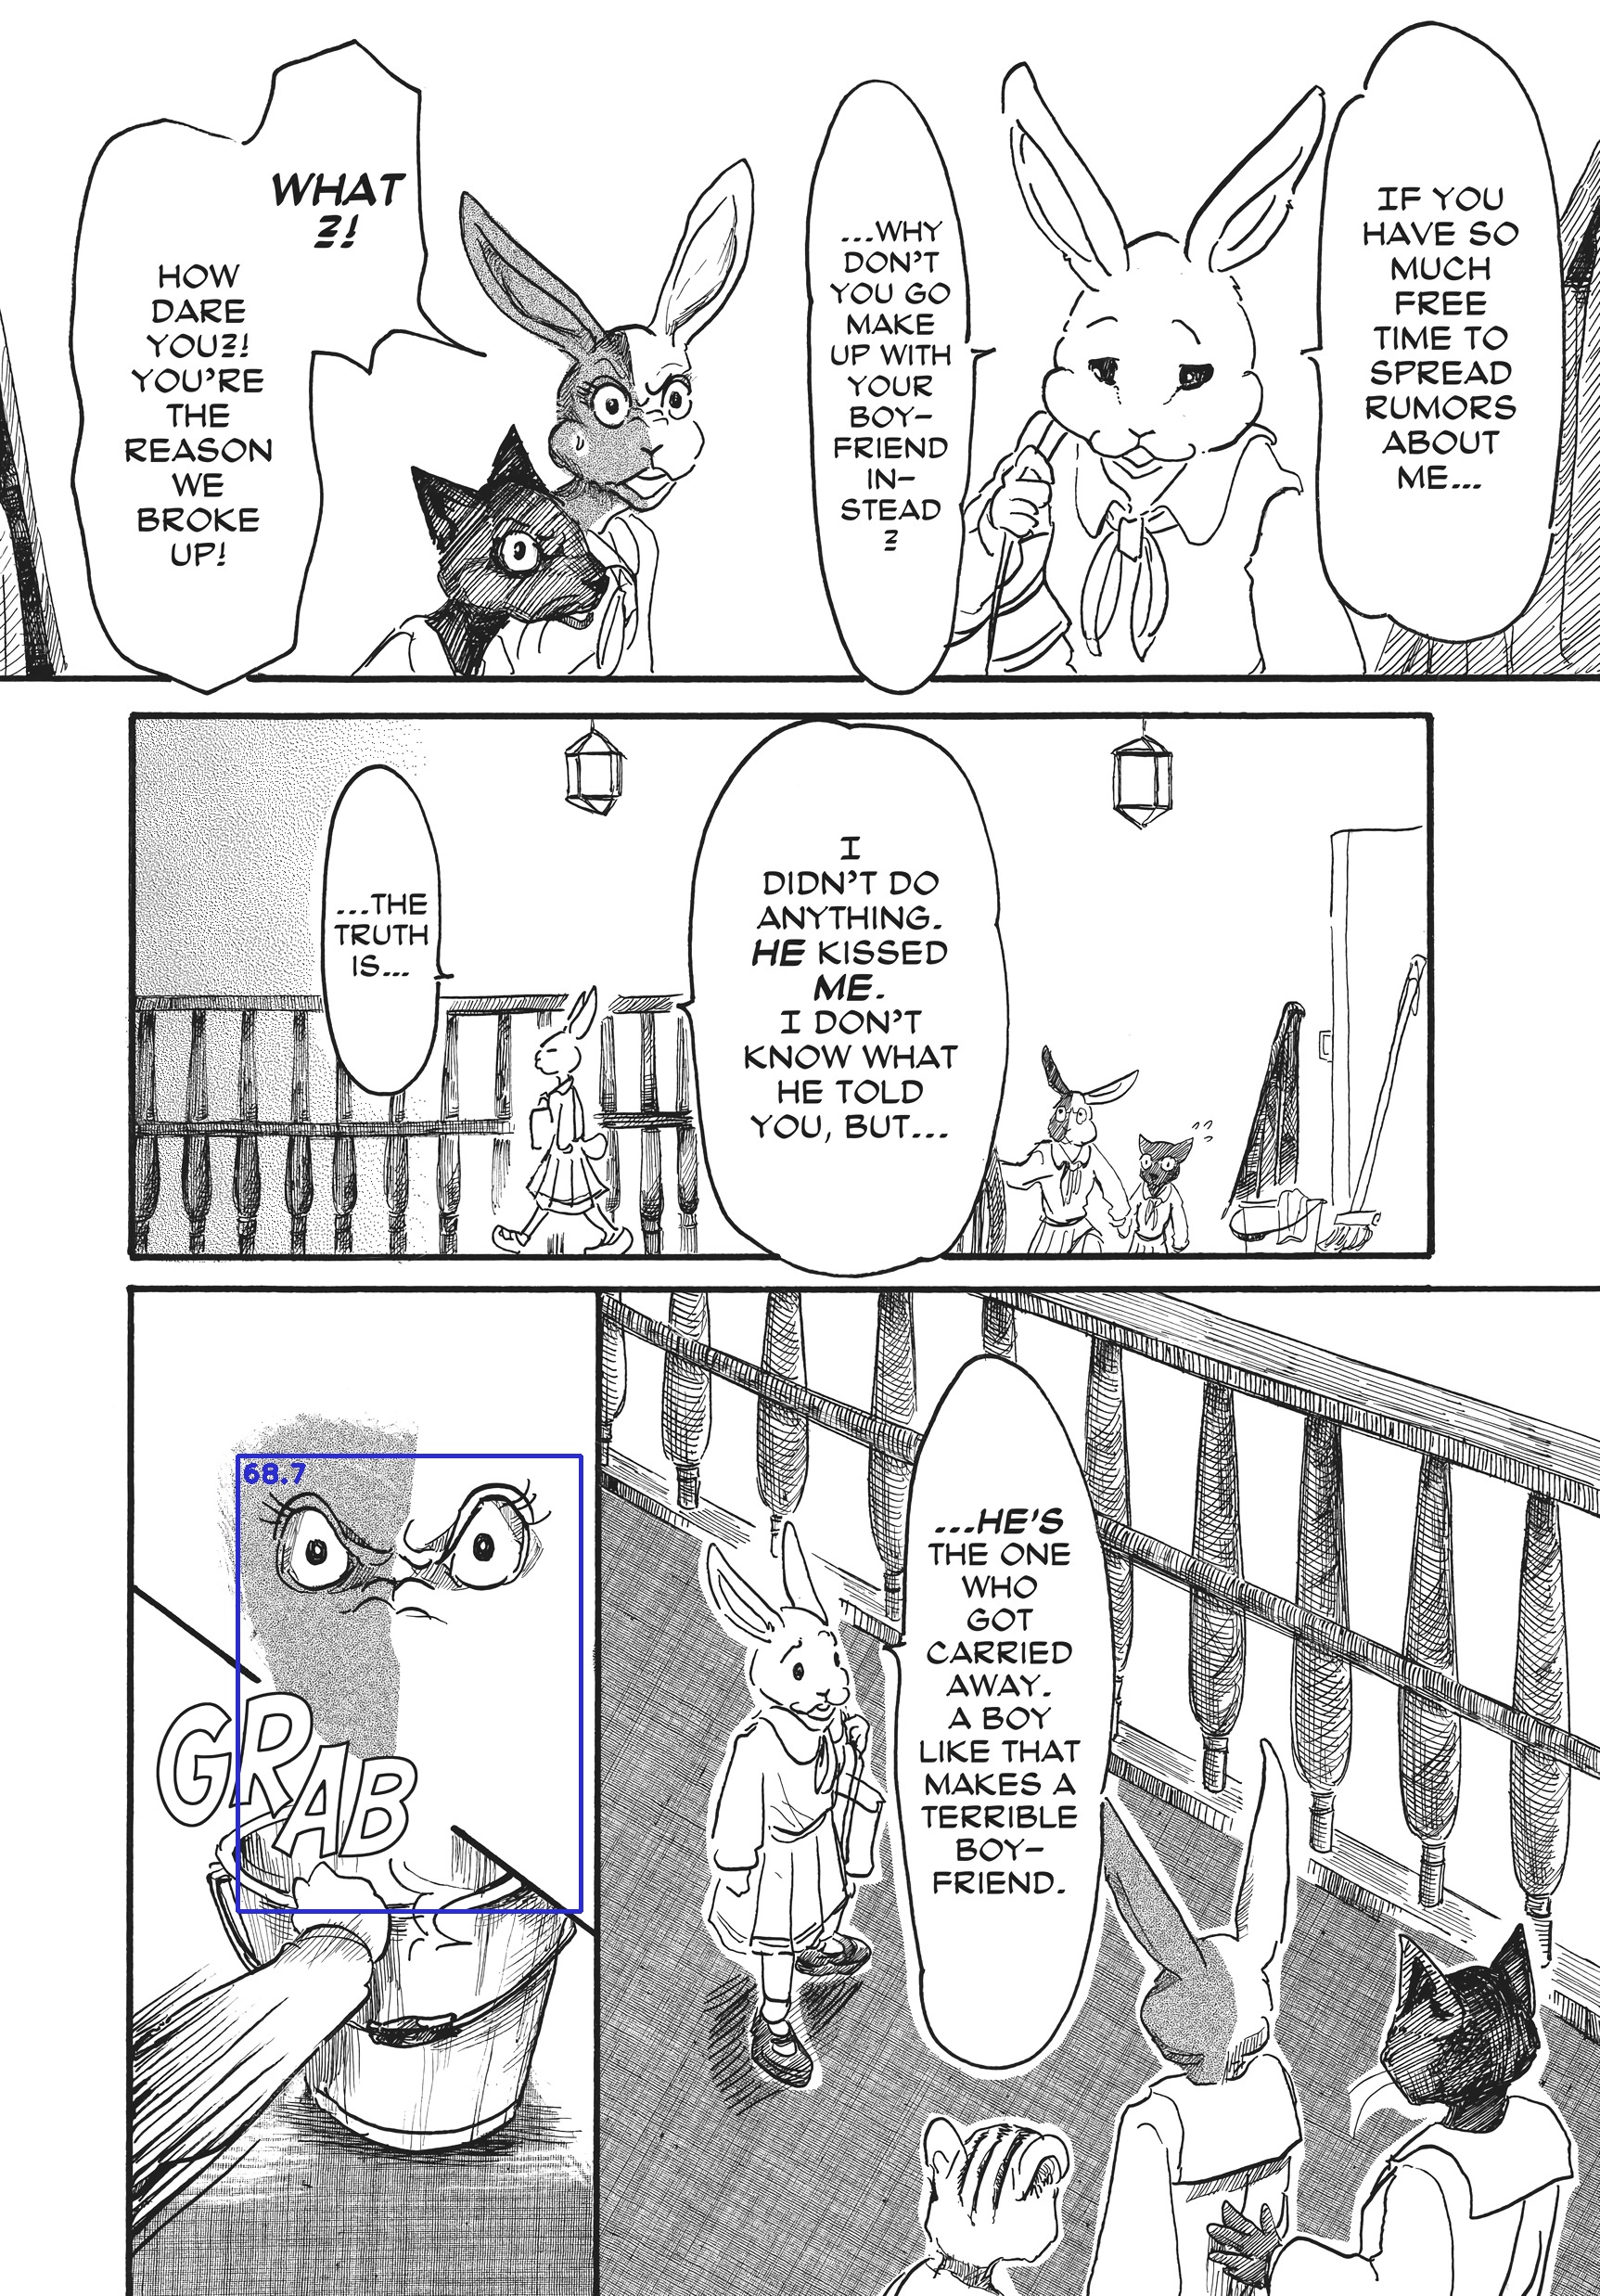 IF YOU
HAVE SO
MUCH
FREE
TIME TO
SPREAD
RUMORS
ABOUT
ME...
...WHY
DON'T
YOU GO
MAKE
UP WITH
YOUR
BOY-
FRIEND
IN-
STEAD
?
WHAT
?!
HOW
DARE
YOU?!
YOU'RE
THE
REASON
WE
BROKE
UP!
I
DIDN'T DO
ANYTHING.
HE KISSED
ME.
I DON'T
KNOW WHAT
HE TOLD
YOU, BUT...
...THE
TRUTH
IS...
...HE'S
THE ONE
WHO
GOT
CARRIED
AWAY.
A BOY
LIKE THAT
MAKES A
TERRIBLE
BOY-
FRIEND.
68.7
GRAB